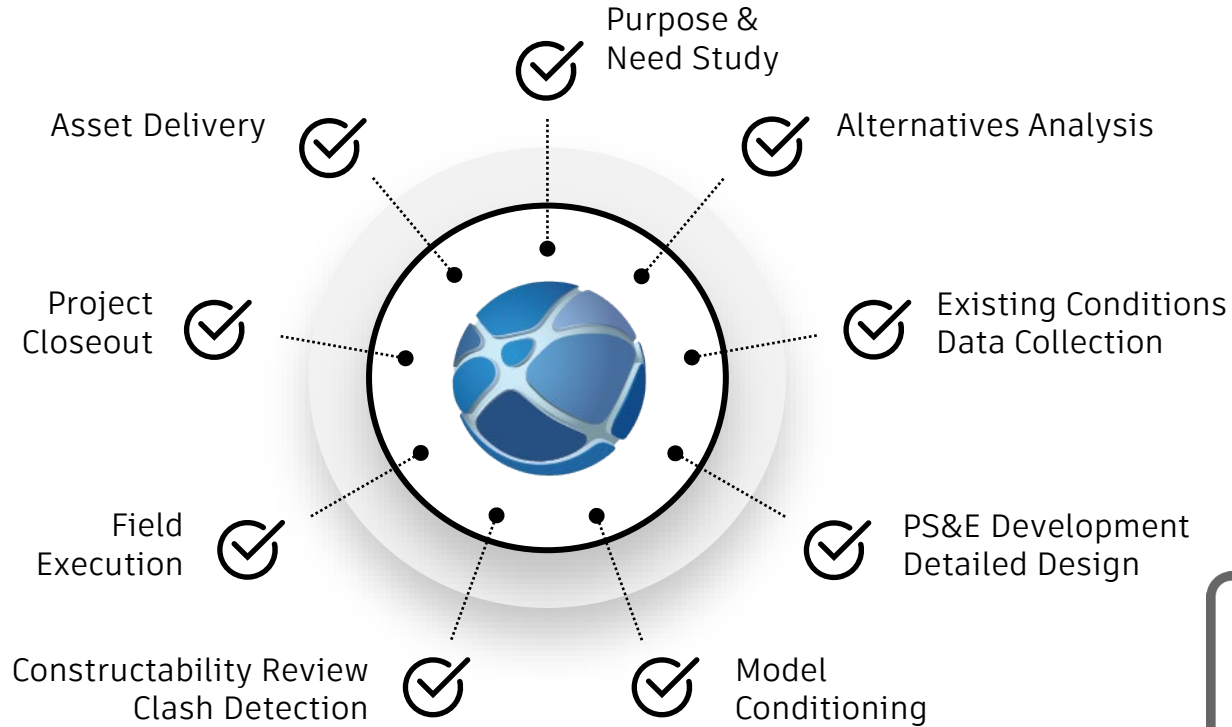 Purpose &
Need Study
Alternatives Analysis
Existing Conditions
Data Collection
PS&E Development
Detailed Design
Model
Conditioning
Constructability Review
Clash Detection
Field
Execution
Project
Closeout
Asset Delivery